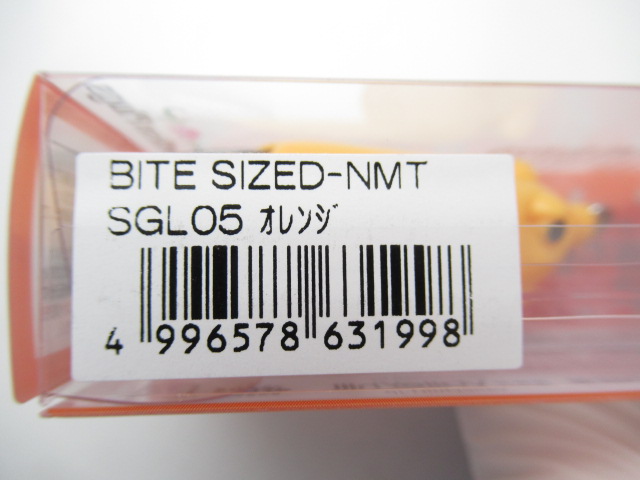 BITE SIZED-NMT
SGL05 ｵﾚﾝｼﾞ
4 996578 631998